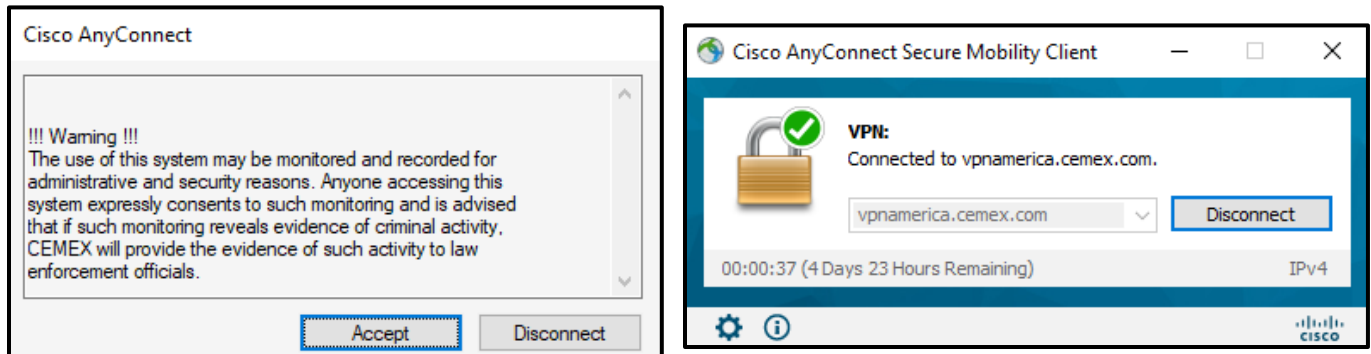 Cisco AnyConnect
!!! Warning !!!
The use of this system may be monitored and recorded for
administrative and security reasons. Anyone accessing this
system expressly consents to such monitoring and is advised
that if such monitoring reveals evidence of criminal activity,
CEMEX will provide the evidence of such activity to law
enforcement officials.
Accept
Disconnect
Cisco AnyConnect Secure Mobility Client
VPN:
Connected to vpnamerica.cemex.com.
vpnamerica.cemex.com
Disconnect
00:00:37 (4 Days 23 Hours Remaining)
IPv4
CISCO